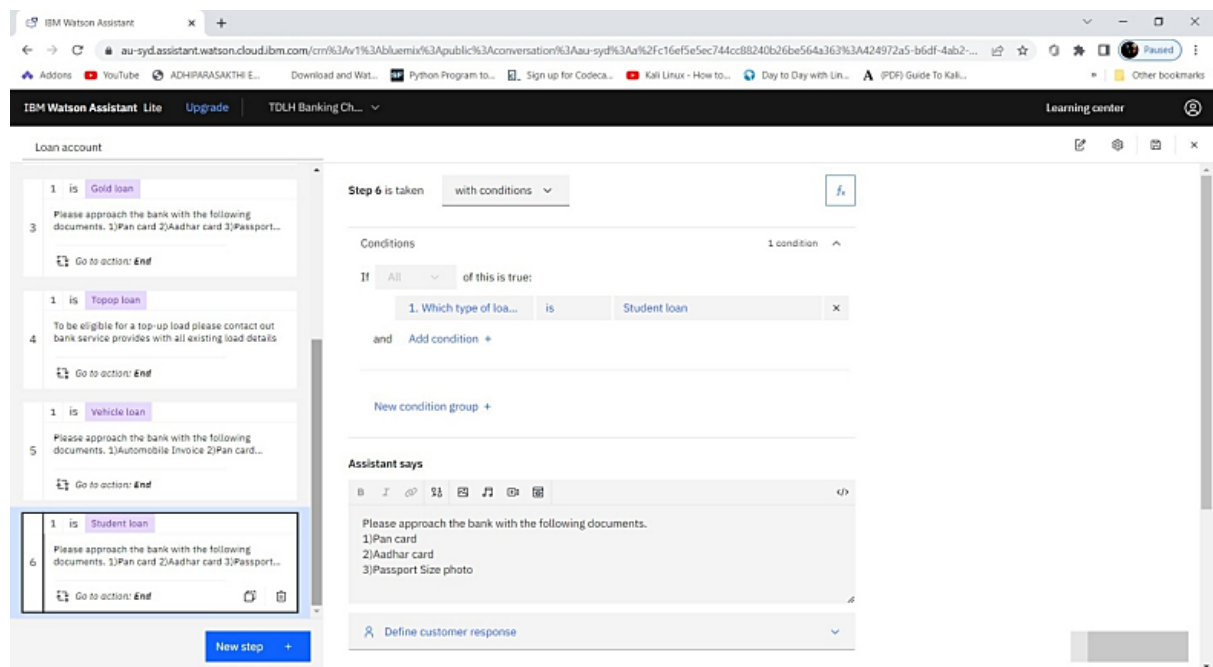 IBM Watson Assistant
au-syd.assistant.watson.cloud.ibm.com/crn%3Av1%3Abluemix%3Apublic%3Aconversation%3Aau-syd%3Aa%2Fc16ef5e5ec744cc88240b26be564a363%3A424972a5-b6df-4ab2-...
Paused
Addons YouTube ADHIPARASAKTHI E... Download and Wat... Python Program to... Sign up for Codeca... Kali Linux - How to... Day to Day with Lin... (PDF) Guide To Kali... » Other bookmarks
IBM Watson Assistant Lite Upgrade TDLH Banking Ch... Learning center
Loan account
1 is Gold loan
Please approach the bank with the following
3 documents. 1)Pan card 2)Aadhar card 3)Passport...
Go to action: End
1 is Topop loan
To be eligible for a top-up load please contact out
4 bank service provides with all existing load details
Go to action: End
1 is Vehicle loan
Please approach the bank with the following
5 documents. 1)Automobile Invoice 2)Pan card...
Go to action: End
1 is Student loan
Please approach the bank with the following
6 documents. 1)Pan card 2)Aadhar card 3)Passport...
Go to action: End
New step +
Step 6 is taken with conditions
Conditions 1 condition
If All of this is true:
1. Which type of loa... is Student loan ×
and Add condition +
New condition group +
Assistant says
B I </>
Please approach the bank with the following documents.
1)Pan card
2)Aadhar card
3)Passport Size photo
Define customer response